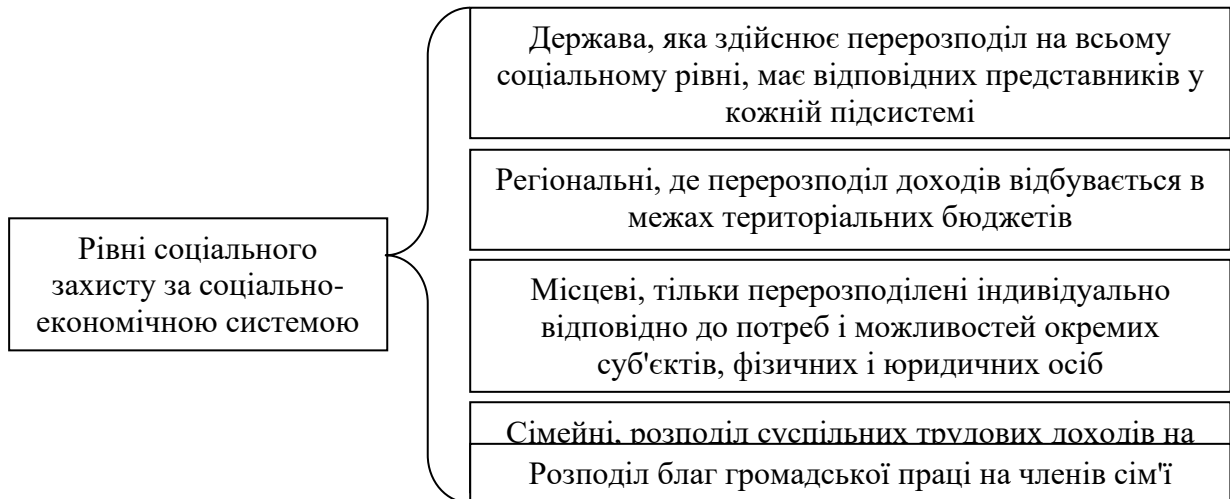 Держава, яка здійснює перерозподіл на всьому
соціальному рівні, має відповідних представників у
кожній підсистемі
Регіональні, де перерозподіл доходів відбувається в
межах територіальних бюджетів
Рівні соціального
захисту за соціально-
економічною системою
Місцеві, тільки перерозподілені індивідуально
відповідно до потреб і можливостей окремих
суб'єктів, фізичних і юридичних осіб
Сімейні, розподіл суспільних трудових доходів на
Розподіл благ громадської праці на членів сім'ї